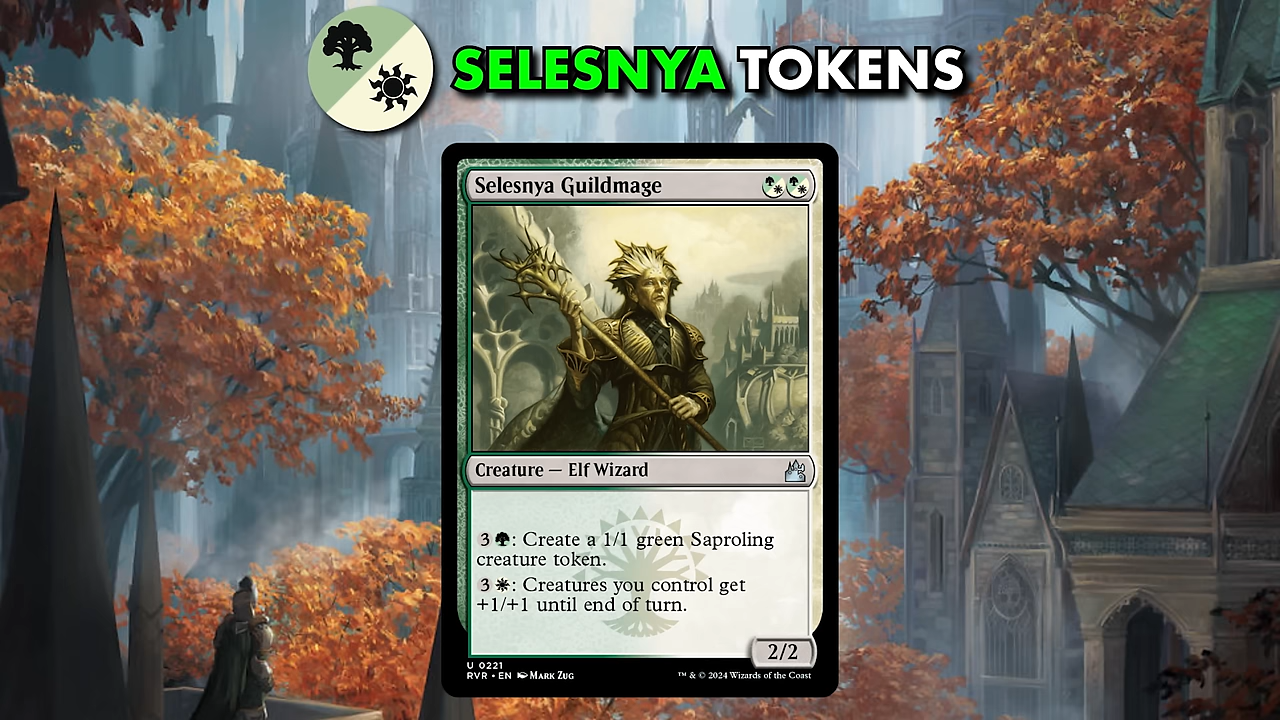 SELESNYA TOKENS
Selesnya Guildmage
Creature — Elf Wizard
3: Create a 1/1 green Saproling
creature token.
3: Creatures you control get
+1/+1 until end of turn.
2/2
U 0221
RVR • EN Mark Zug
™ & © 2024 Wizards of the Coast